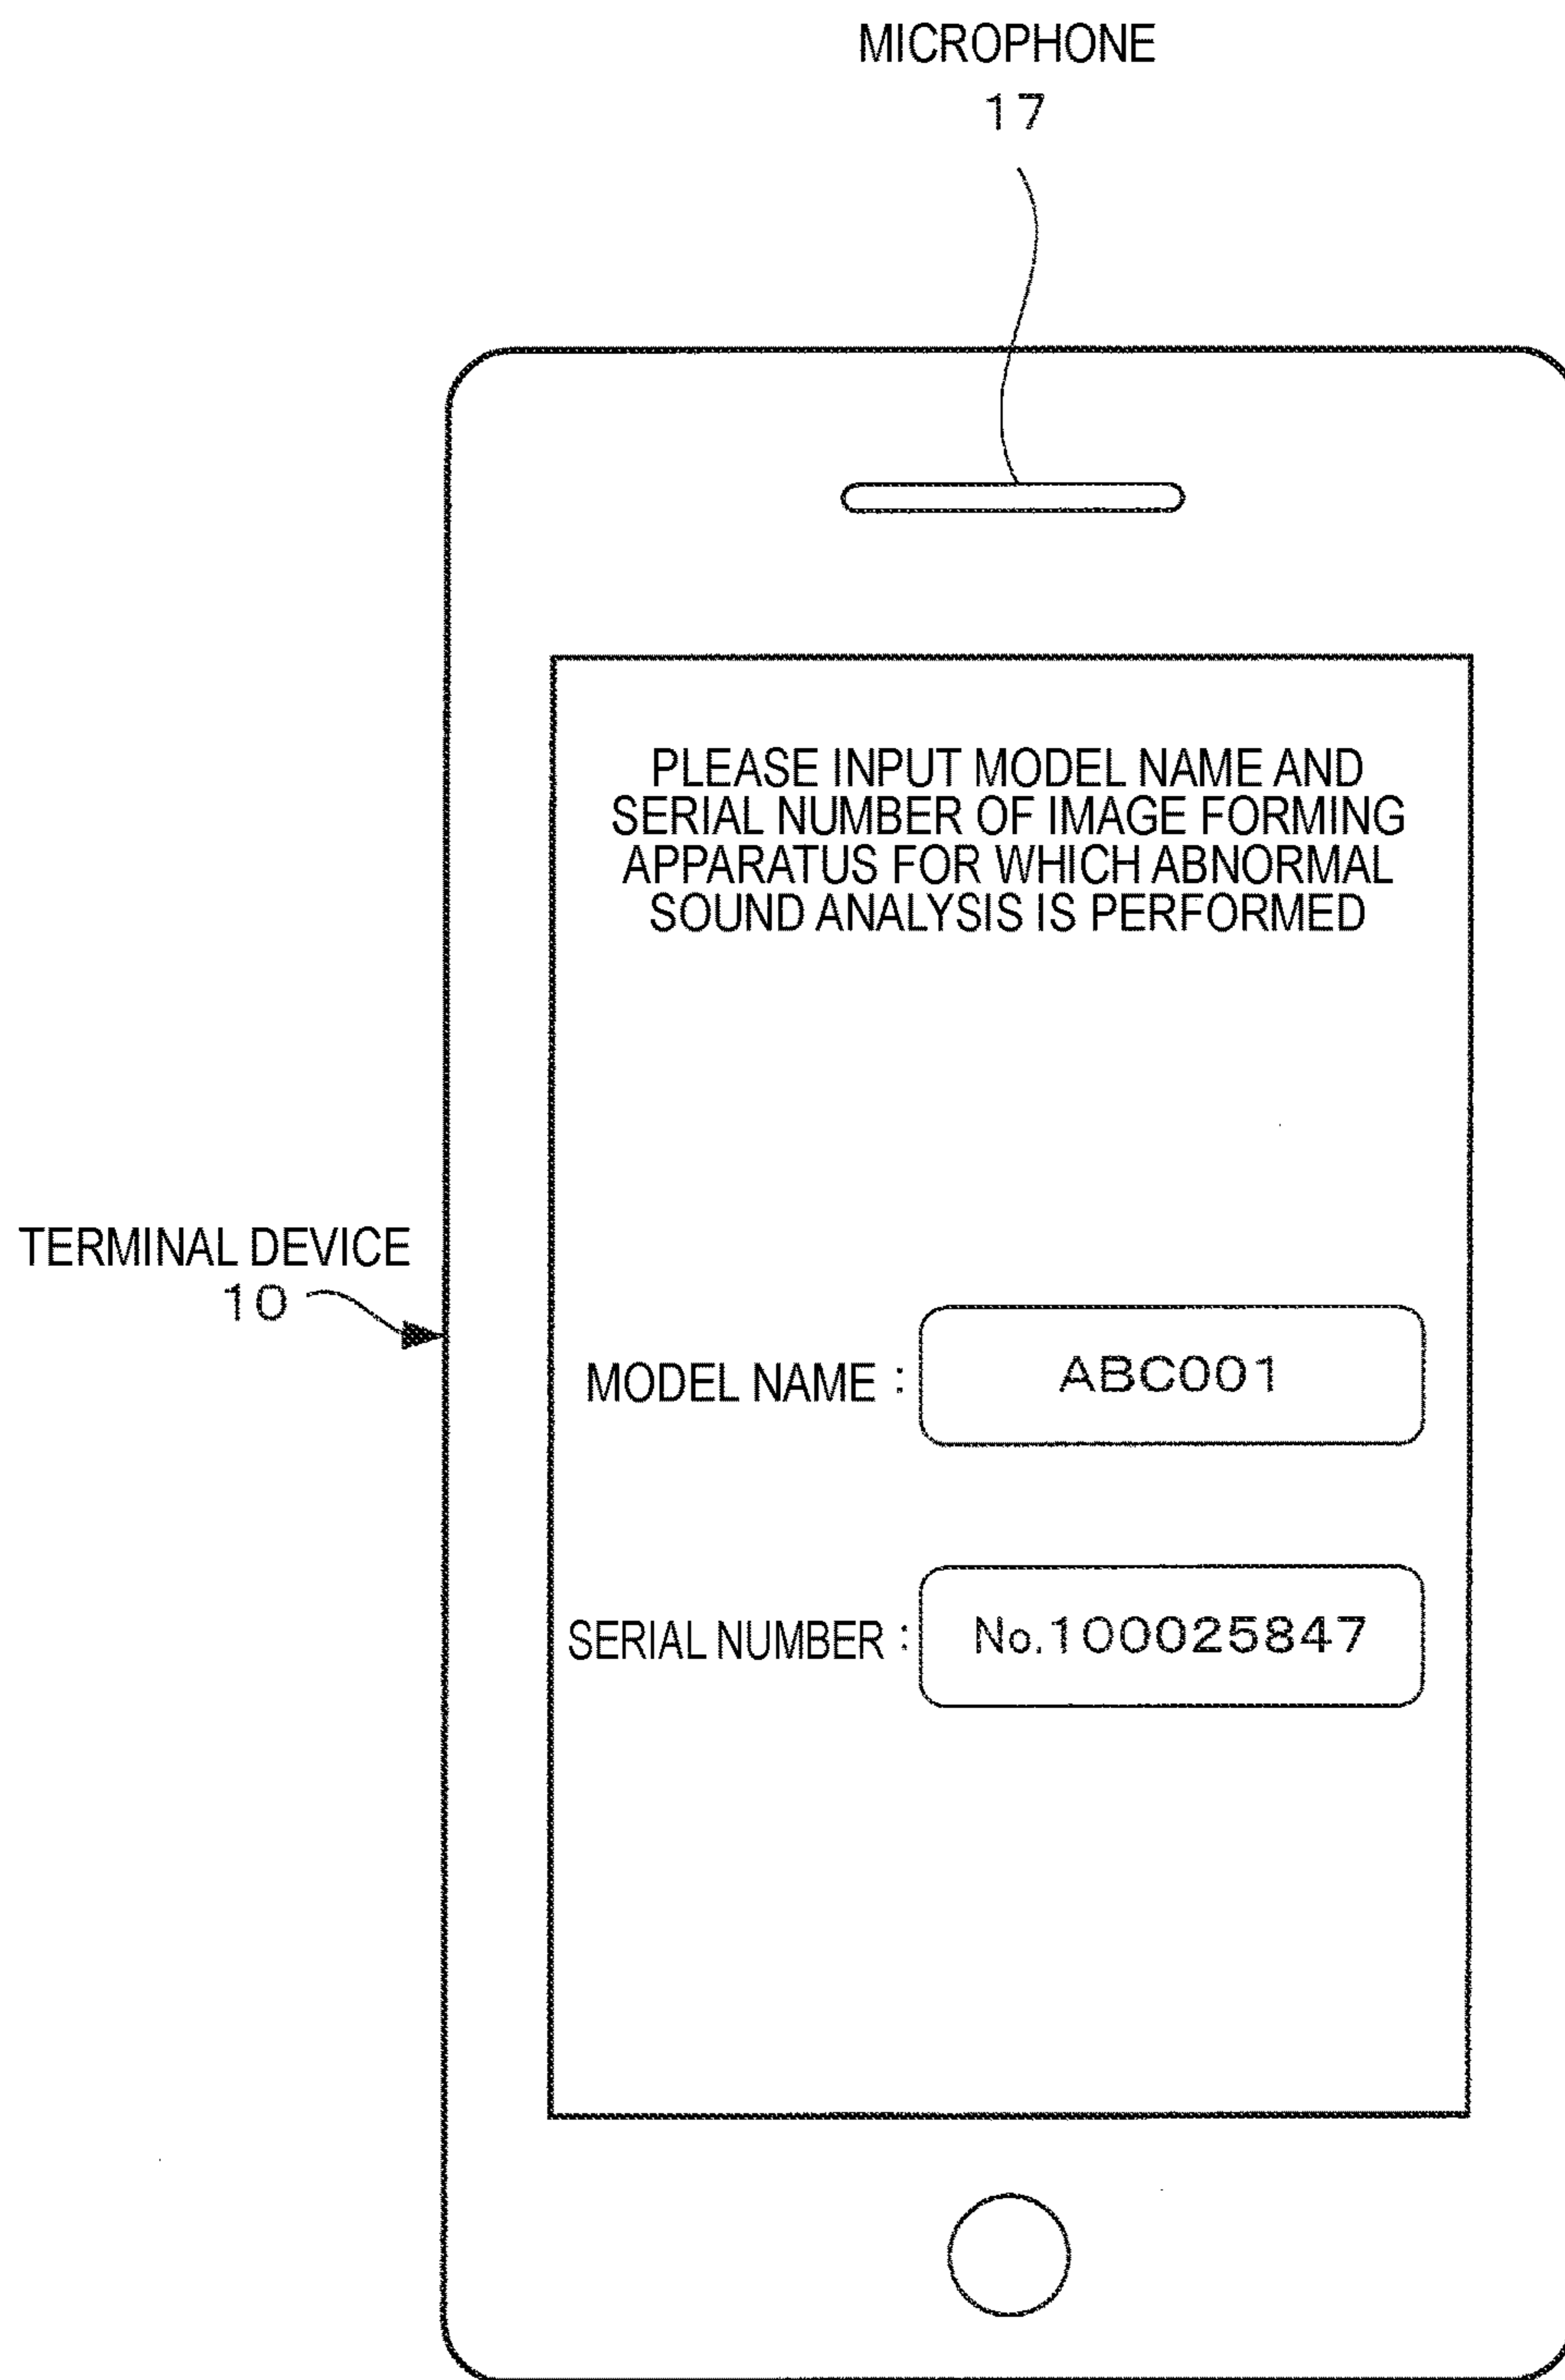 MICROPHONE
17
PLEASE INPUT MODEL NAME AND
SERIAL NUMBER OF IMAGE FORMING
APPARATUS FOR WHICH ABNORMAL
SOUND ANALYSIS IS PERFORMED
TERMINAL DEVICE
10
MODEL NAME : ABC001
SERIAL NUMBER : No.100025847